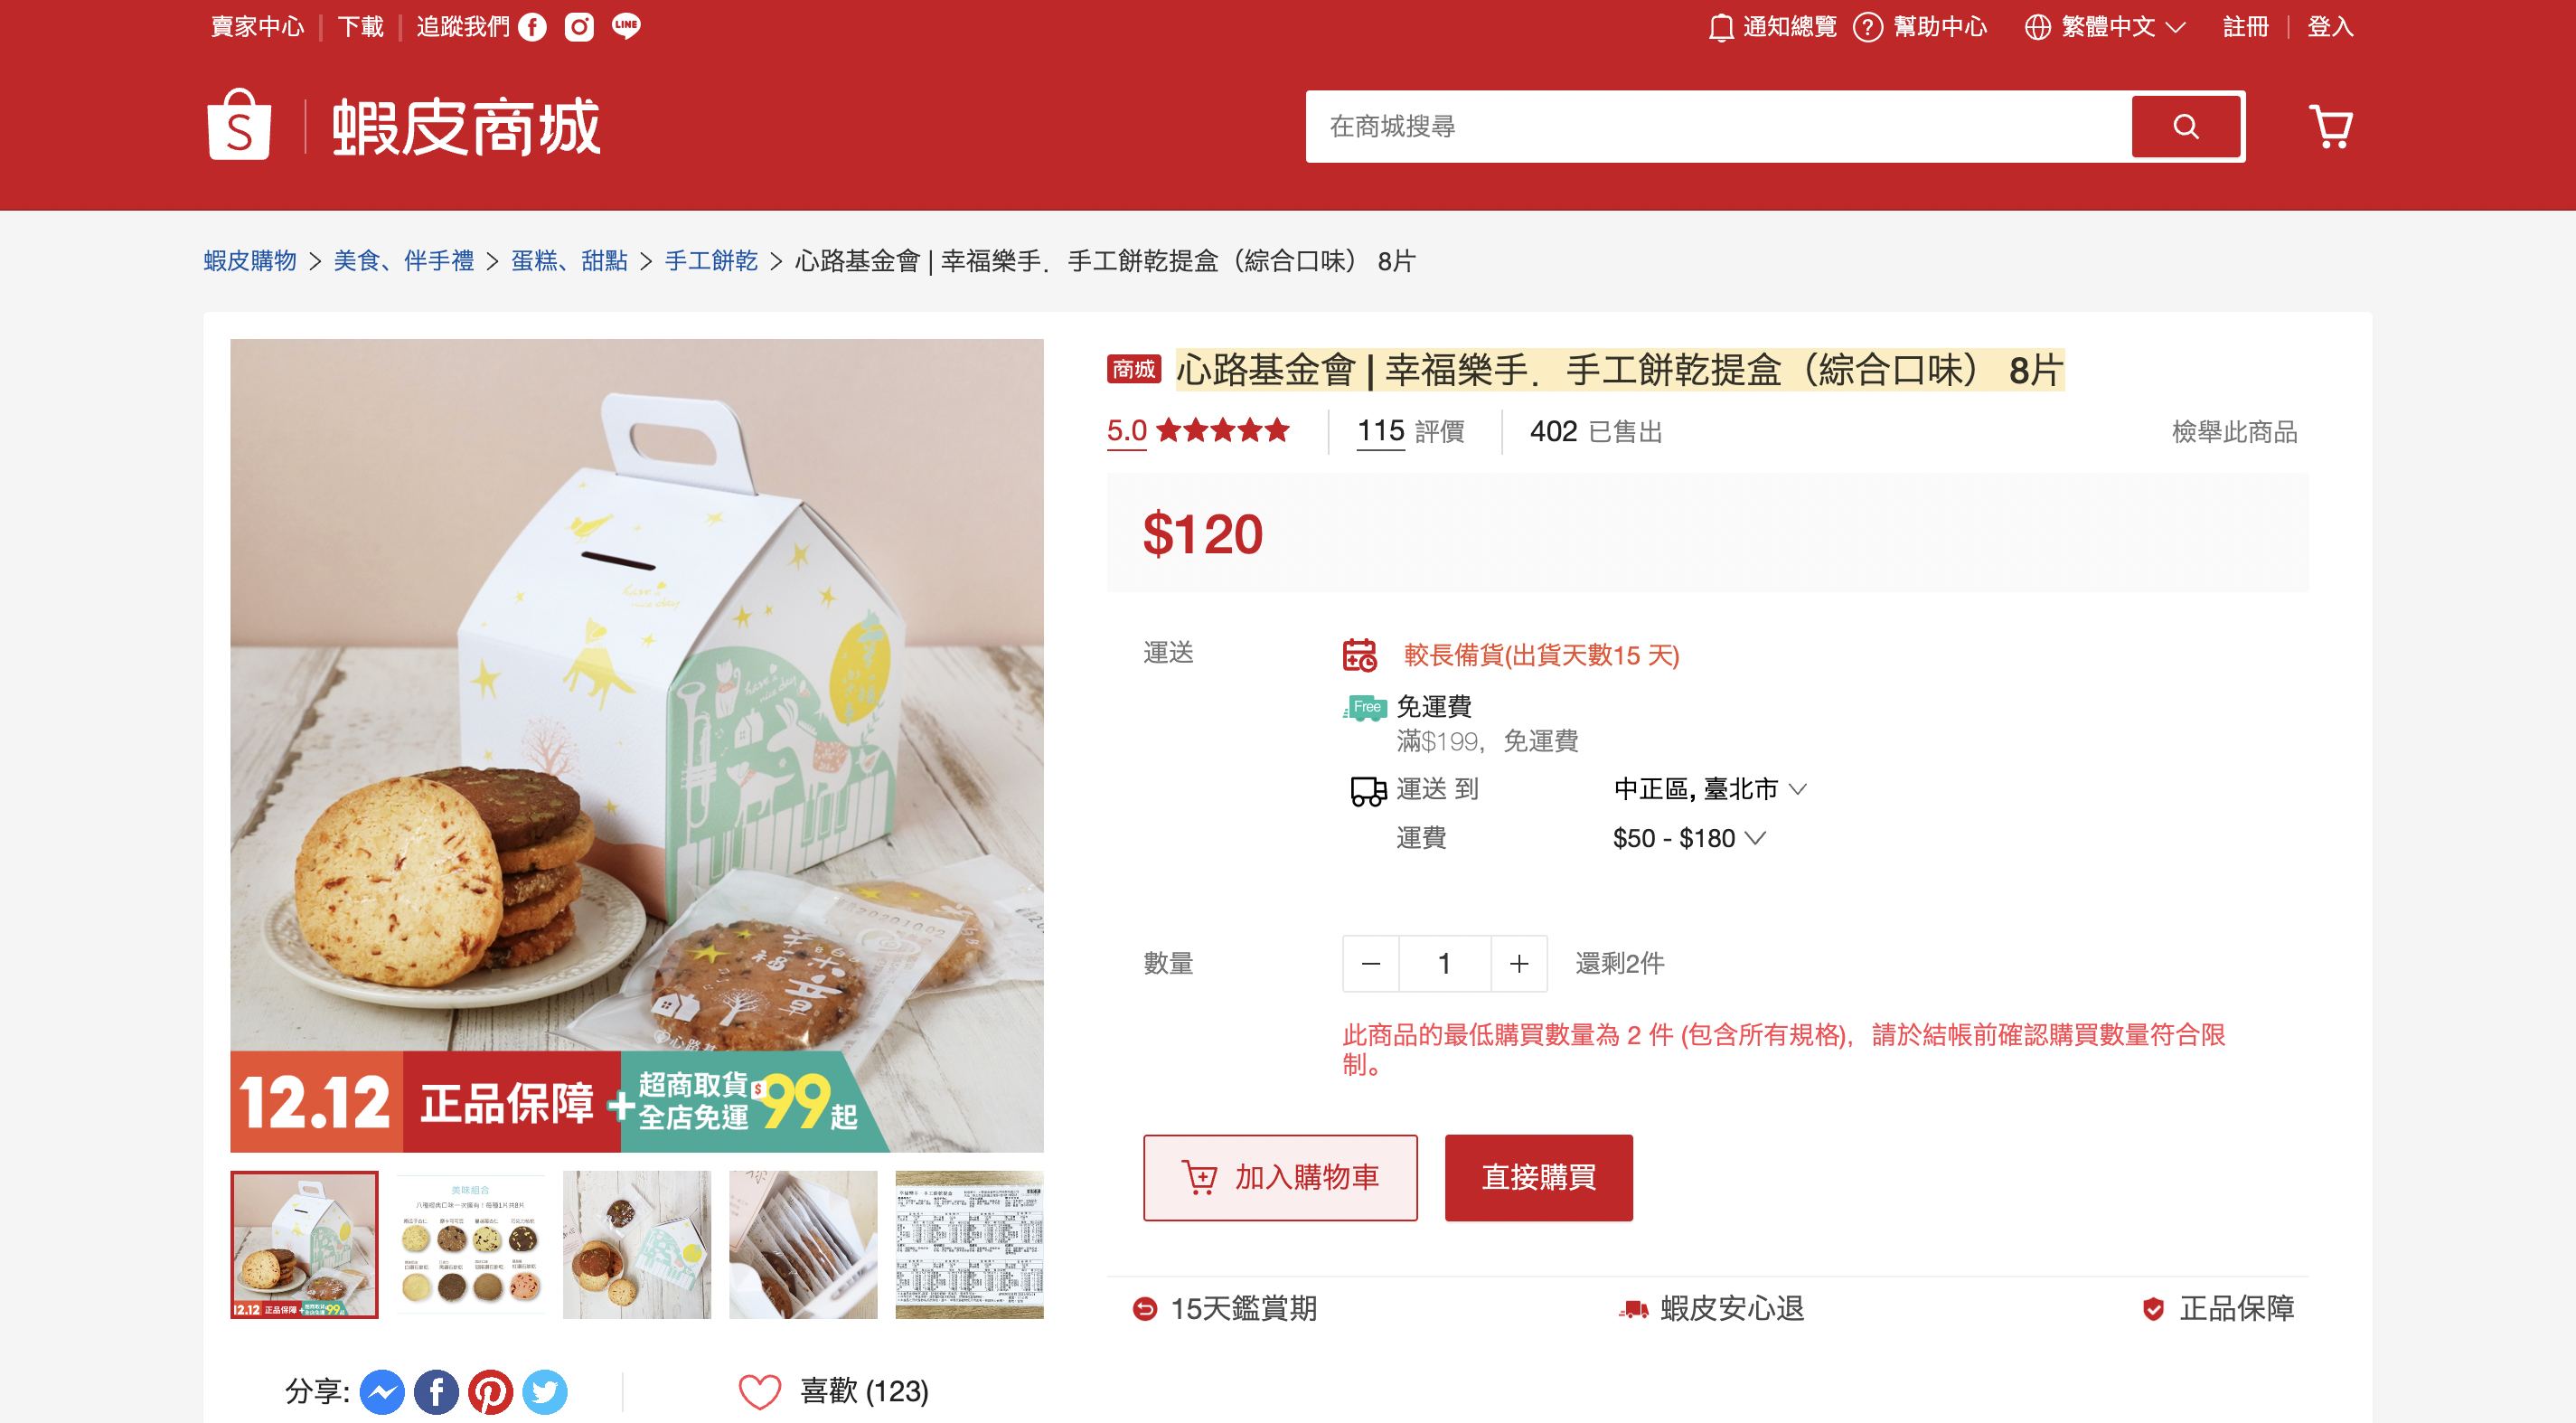 賣家中心
下載
追蹤我們
LINE
通知總覽
幫助中心
繁體中文
註冊
登入
S
蝦皮商城
在商城搜尋
蝦皮購物 > 美食、伴手禮 > 蛋糕、甜點 > 手工餅乾 > 心路基金會 | 幸福樂手．手工餅乾提盒（綜合口味） 8片
商城 心路基金會 | 幸福樂手．手工餅乾提盒（綜合口味） 8片
5.0
115 評價
402 已售出
檢舉此商品
$120
運送
較長備貨(出貨天數15 天)
Free 免運費
滿$199，免運費
運送 到 中正區, 臺北市
運費 $50 - $180
數量
1
還剩2件
此商品的最低購買數量為 2 件 (包含所有規格)，請於結帳前確認購買數量符合限
制。
加入購物車
直接購買
15天鑑賞期
蝦皮安心退
正品保障
have a
nice day
have a nice day
心路基
12.12 正品保障 + 超商取貨
全店免運 $99起
美味組合
12.12 正品保障
分享:
喜歡 (123)